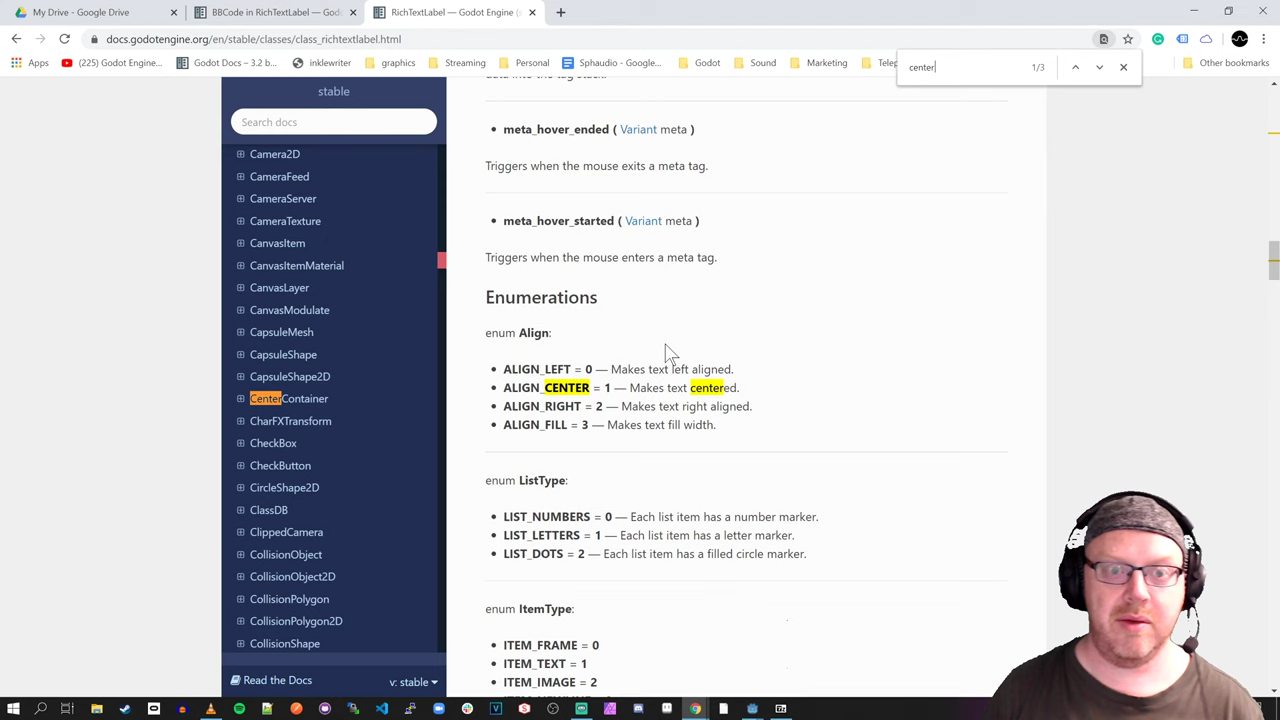 My Drive - Google Drive
BBCode in RichTextLabel — Godot
RichTextLabel — Godot Engine (s
docs.godotengine.org/en/stable/classes/class_richtextlabel.html
Apps
(225) Godot Engine...
Godot Docs – 3.2 b...
inklewriter
graphics
Streaming
Personal
Sphaudio - Google...
Godot
Sound
Marketing
Telep
Other bookmarks
center
1/3
stable
Search docs
Camera2D
CameraFeed
CameraServer
CameraTexture
CanvasItem
CanvasItemMaterial
CanvasLayer
CanvasModulate
CapsuleMesh
CapsuleShape
CapsuleShape2D
CenterContainer
CharFXTransform
CheckBox
CheckButton
CircleShape2D
ClassDB
ClippedCamera
CollisionObject
CollisionObject2D
CollisionPolygon
CollisionPolygon2D
CollisionShape
Read the Docs
v: stable
data into the tag stack.
meta_hover_ended ( Variant meta )
Triggers when the mouse exits a meta tag.
meta_hover_started ( Variant meta )
Triggers when the mouse enters a meta tag.
Enumerations
enum Align:
ALIGN_LEFT = 0 — Makes text left aligned.
ALIGN_CENTER = 1 — Makes text centered.
ALIGN_RIGHT = 2 — Makes text right aligned.
ALIGN_FILL = 3 — Makes text fill width.
enum ListType:
LIST_NUMBERS = 0 — Each list item has a number marker.
LIST_LETTERS = 1 — Each list item has a letter marker.
LIST_DOTS = 2 — Each list item has a filled circle marker.
enum ItemType:
ITEM_FRAME = 0
ITEM_TEXT = 1
ITEM_IMAGE = 2